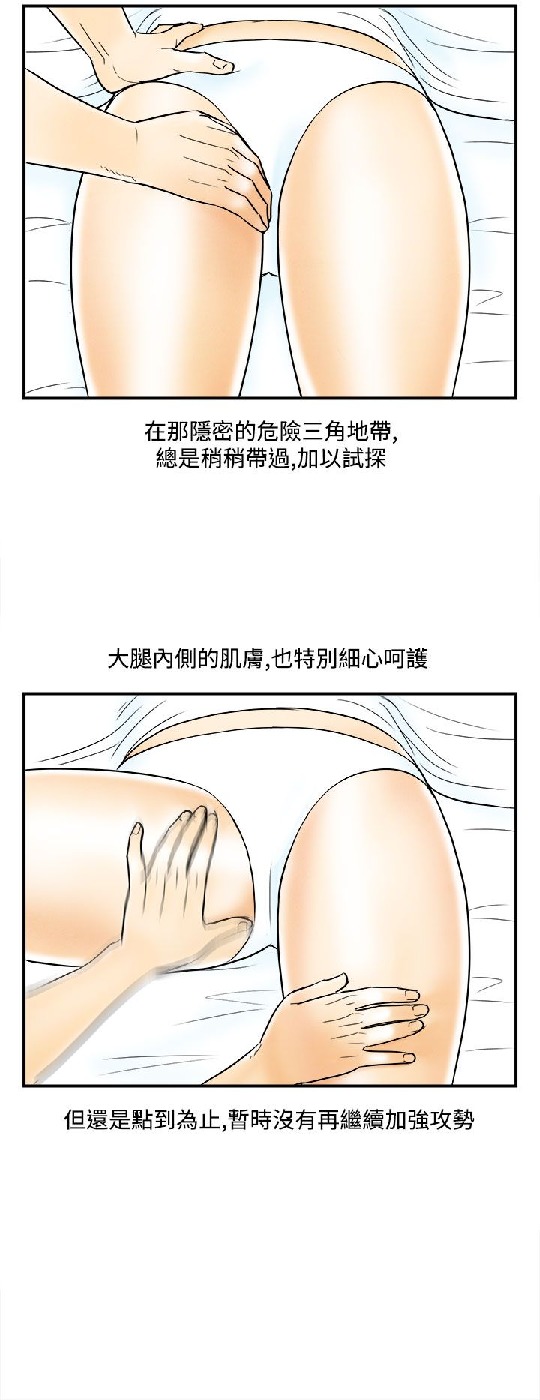 在那隱密的危險三角地帶,
總是稍稍帶過,加以試探
大腿內側的肌膚,也特別細心呵護
但還是點到為止,暫時沒有再繼續加強攻勢